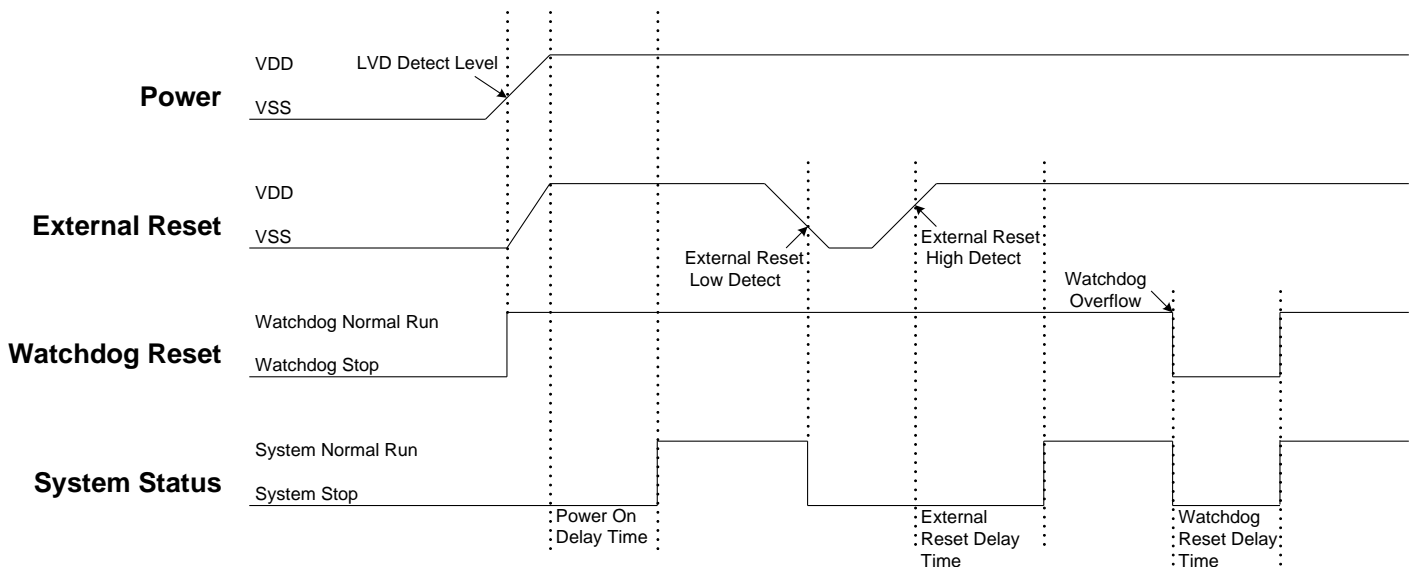 VDD
LVD Detect Level
Power
VSS
VDD
External Reset
VSS
External Reset
Low Detect
External Reset
High Detect
Watchdog
Overflow
Watchdog Normal Run
Watchdog Reset
Watchdog Stop
System Normal Run
System Status
System Stop
Power On
Delay Time
External
Reset Delay
Time
Watchdog
Reset Delay
Time